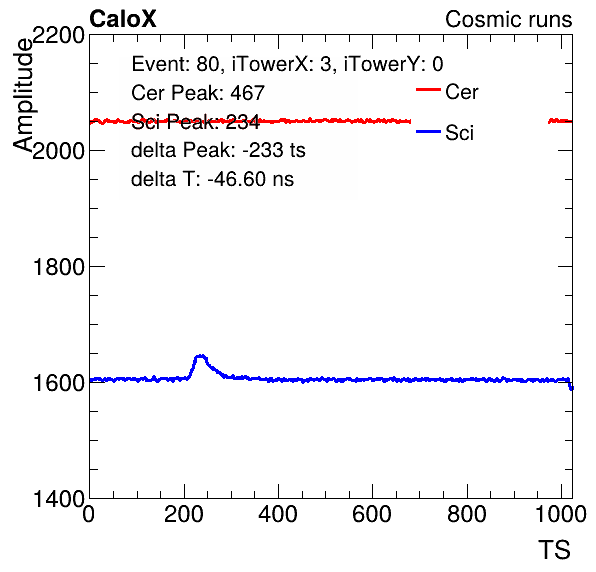 CaloX Cosmic runs
Amplitude
2200
2000
1800
1600
1400
Event: 80, iTowerX: 3, iTowerY: 0
Cer Peak: 467
Sci Peak: 234
delta Peak: -233 ts
delta T: -46.60 ns
Cer
Sci
0 200 400 600 800 1000
TS